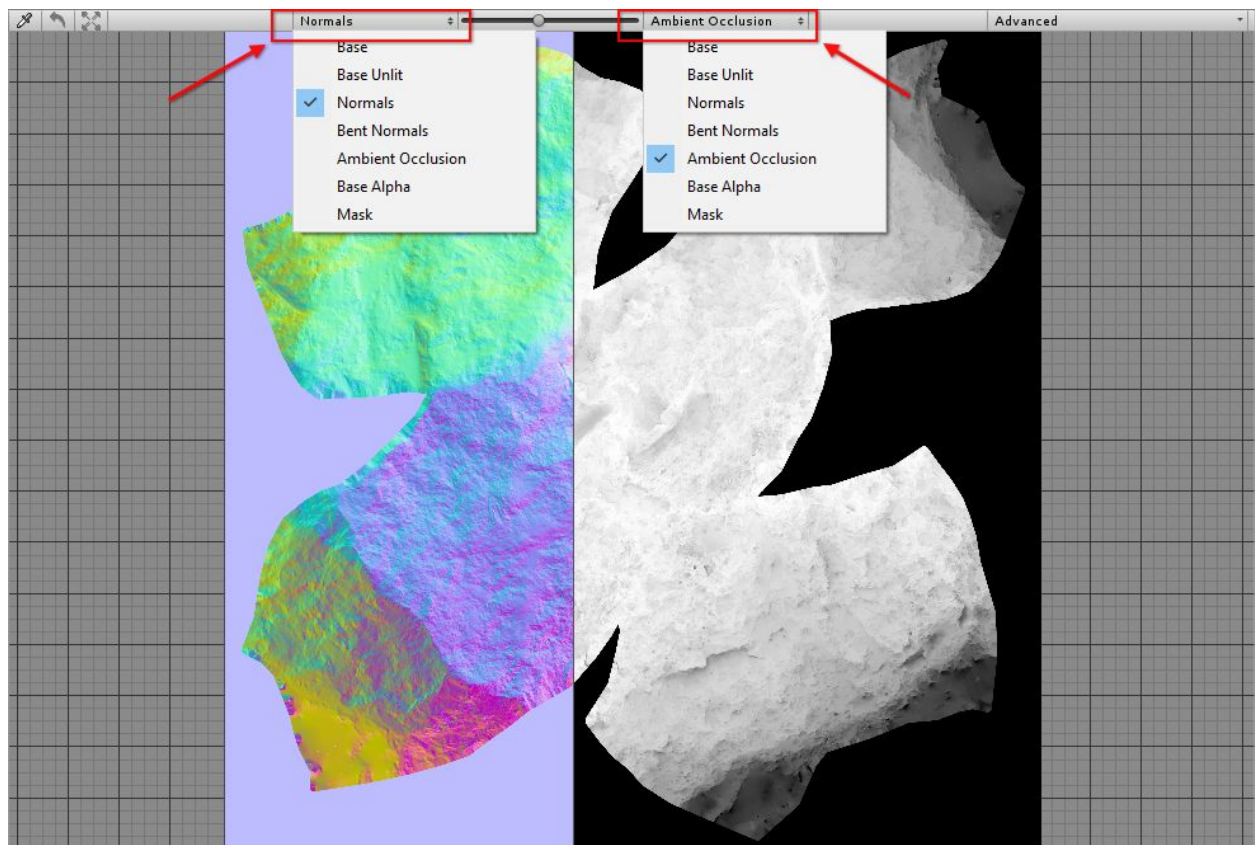 Normals
Ambient Occlusion
Advanced
Base
Base Unlit
Normals
Bent Normals
Ambient Occlusion
Base Alpha
Mask
Base
Base Unlit
Normals
Bent Normals
Ambient Occlusion
Base Alpha
Mask